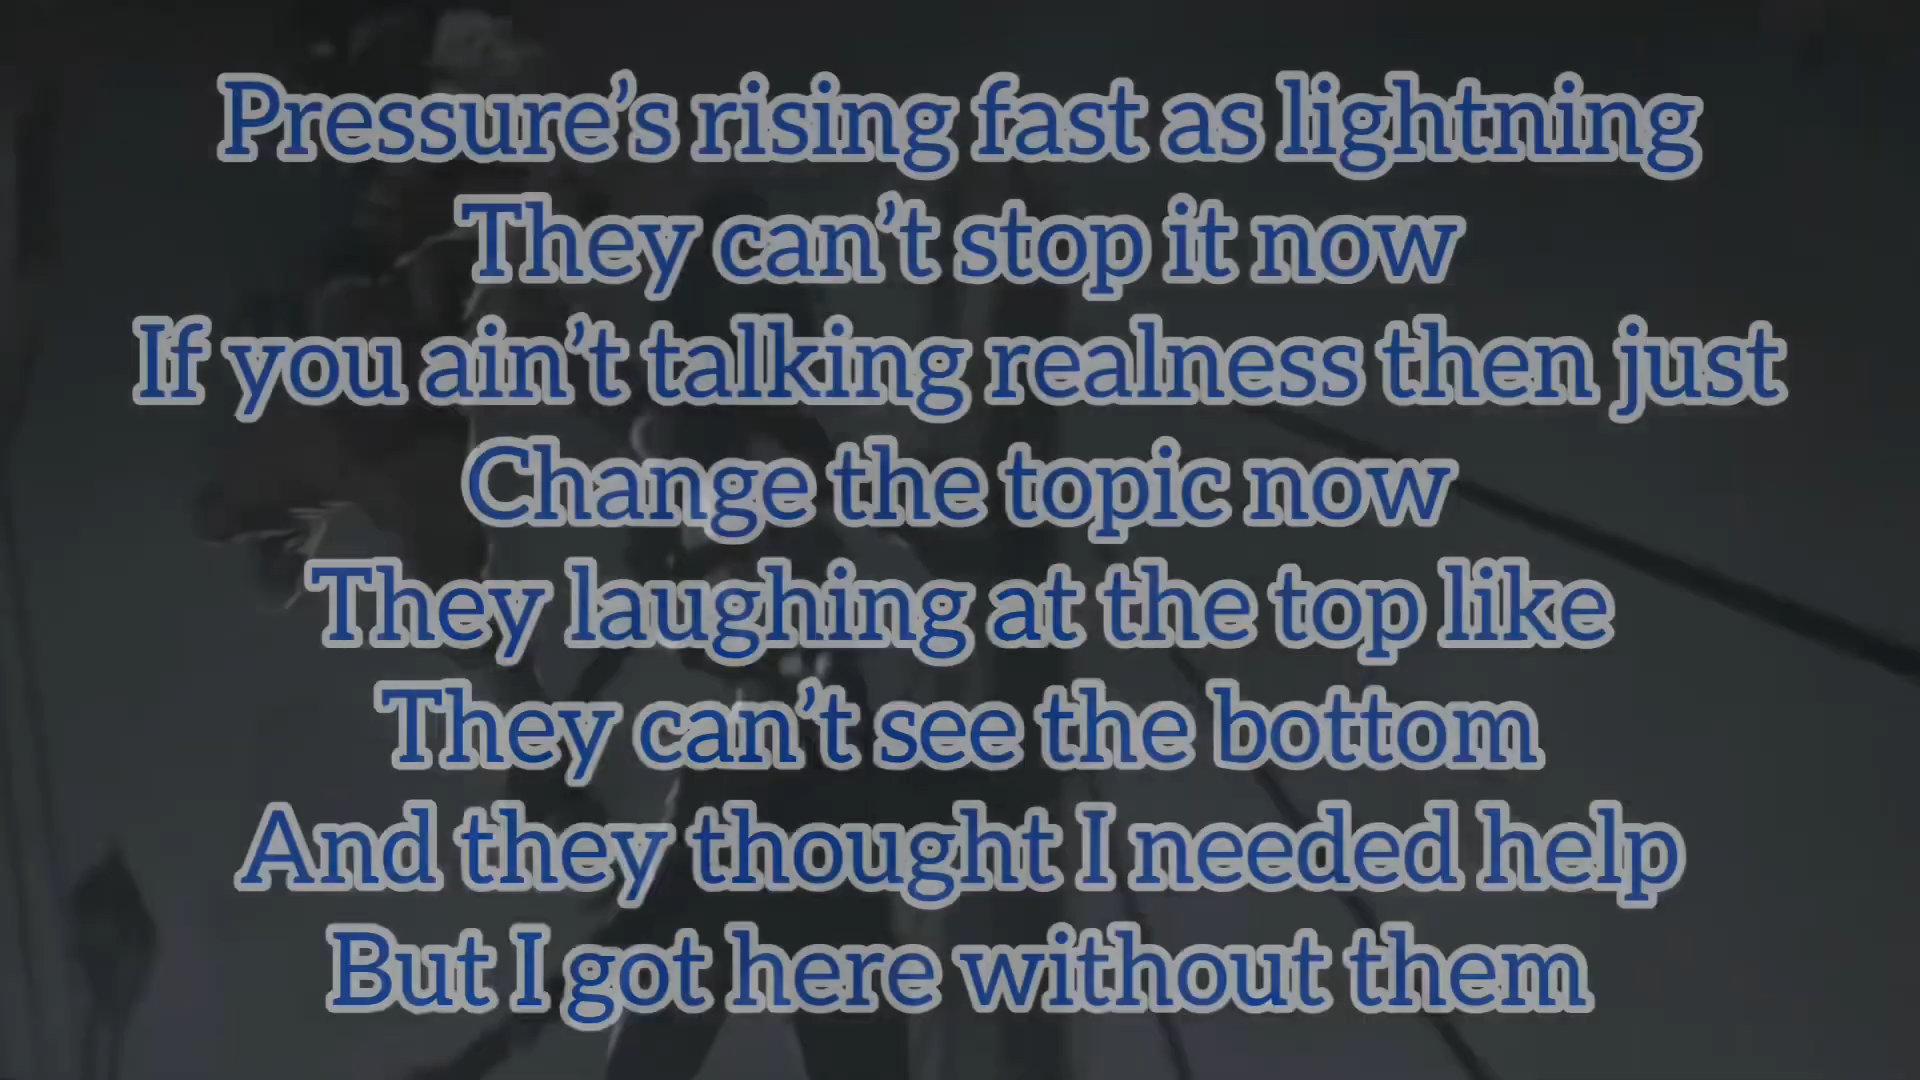 Pressure’s rising fast as lightning
They can’t stop it now
If you ain’t talking realness then just
Change the topic now
They laughing at the top like
They can’t see the bottom
And they thought I needed help
But I got here without them